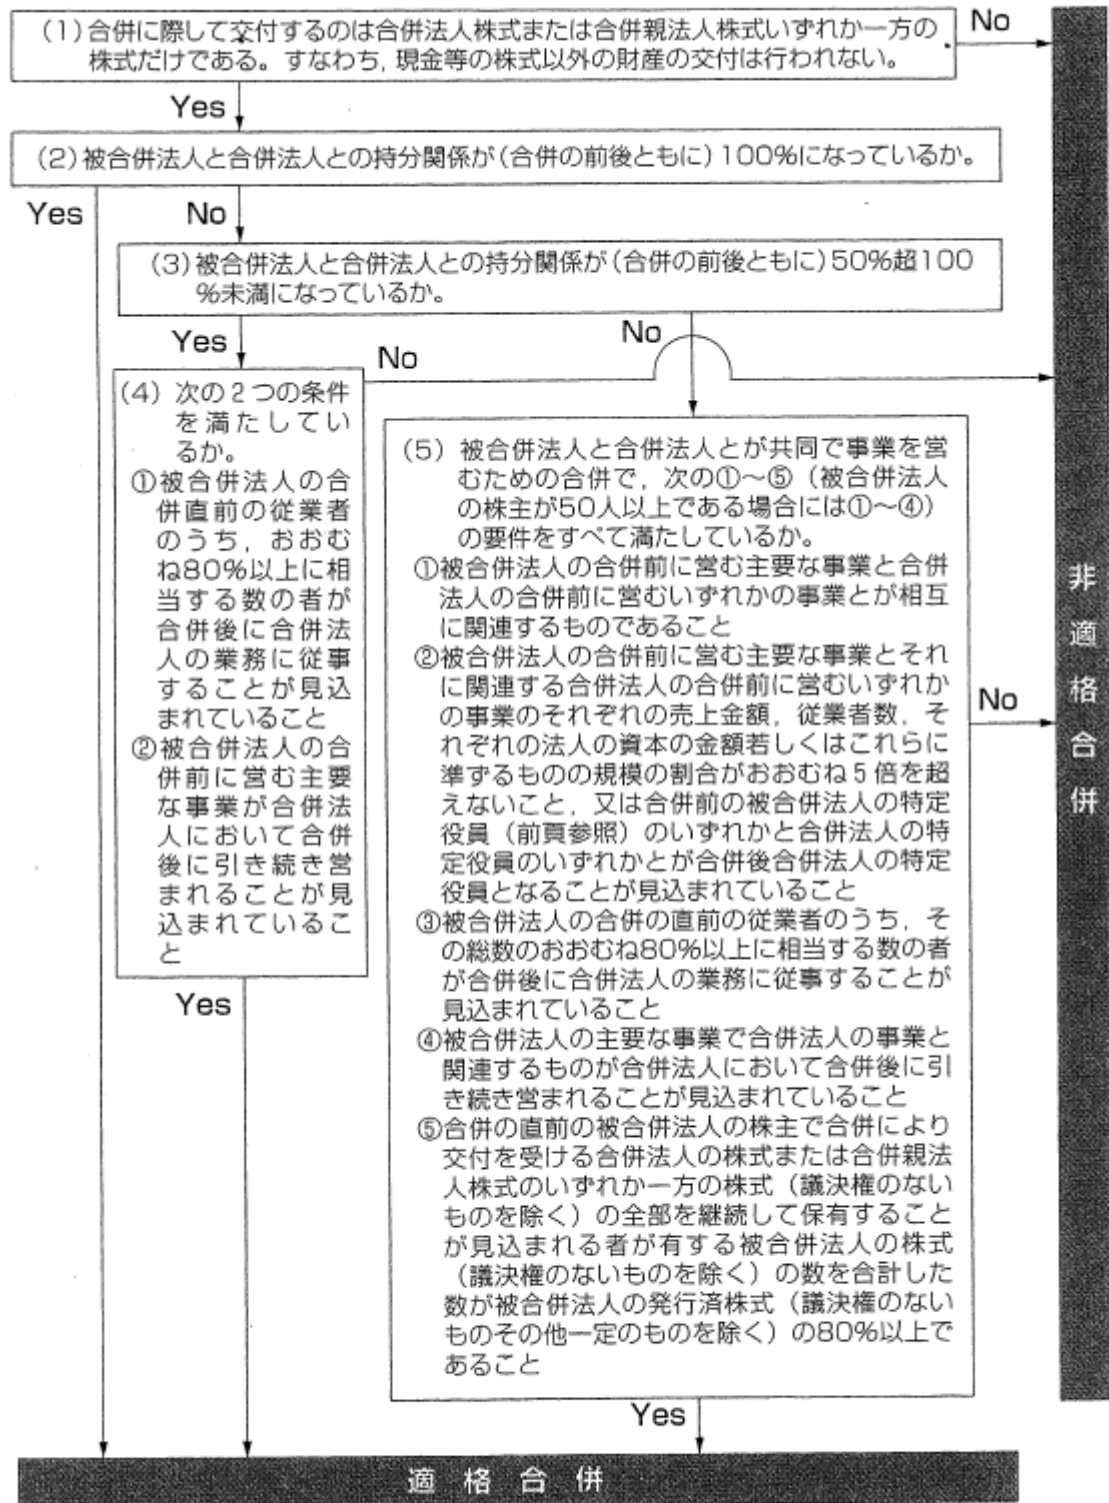 (1)合併に際して交付するのは合併法人株式または合併親法人株式いずれか一方の
株式だけである。すなわち,現金等の株式以外の財産の交付は行われない。
No
Yes
(2)被合併法人と合併法人との持分関係が(合併の前後ともに)100%になっているか。
Yes
No
(3)被合併法人と合併法人との持分関係が(合併の前後ともに)50%超100
%未満になっているか。
Yes
No
No
(4) 次の2つの条件
を満たしてい
るか。
①被合併法人の合
併直前の従業者
のうち,おおむ
ね80%以上に相
当する数の者が
合併後に合併法
人の業務に従事
することが見込
まれていること
②被合併法人の合
併前に営む主要
な事業が合併法
人において合併
後に引き続き営
まれることが見
込まれているこ
と
Yes
(5) 被合併法人と合併法人とが共同で事業を営
むための合併で,次の①~⑤(被合併法人
の株主が50人以上である場合には①~④)
の要件をすべて満たしているか。
①被合併法人の合併前に営む主要な事業と合併
法人の合併前に営むいずれかの事業とが相互
に関連するものであること
②被合併法人の合併前に営む主要な事業とそれ
に関連する合併法人の合併前に営むいずれか
の事業のそれぞれの売上金額,従業者数,そ
れぞれの法人の資本の金額若しくはこれらに
準ずるものの規模の割合がおおむね5倍を超
えないこと,又は合併前の被合併法人の特定
役員(前頁参照)のいずれかと合併法人の特
定役員のいずれかとが合併後合併法人の特定
役員となることが見込まれていること
③被合併法人の合併の直前の従業者のうち,そ
の総数のおおむね80%以上に相当する数の者
が合併後に合併法人の業務に従事することが
見込まれていること
④被合併法人の主要な事業で合併法人の事業と
関連するものが合併法人において合併後に引
き続き営まれることが見込まれていること
⑤合併の直前の被合併法人の株主で合併により
交付を受ける合併法人の株式または合併親法
人株式のいずれか一方の株式(議決権のない
ものを除く)の全部を継続して保有すること
が見込まれる者が有する被合併法人の株式
(議決権のないものを除く)の数を合計した
数が被合併法人の発行済株式(議決権のない
ものその他一定のものを除く)の80%以上で
あること
No
Yes
非適格合併
適格合併